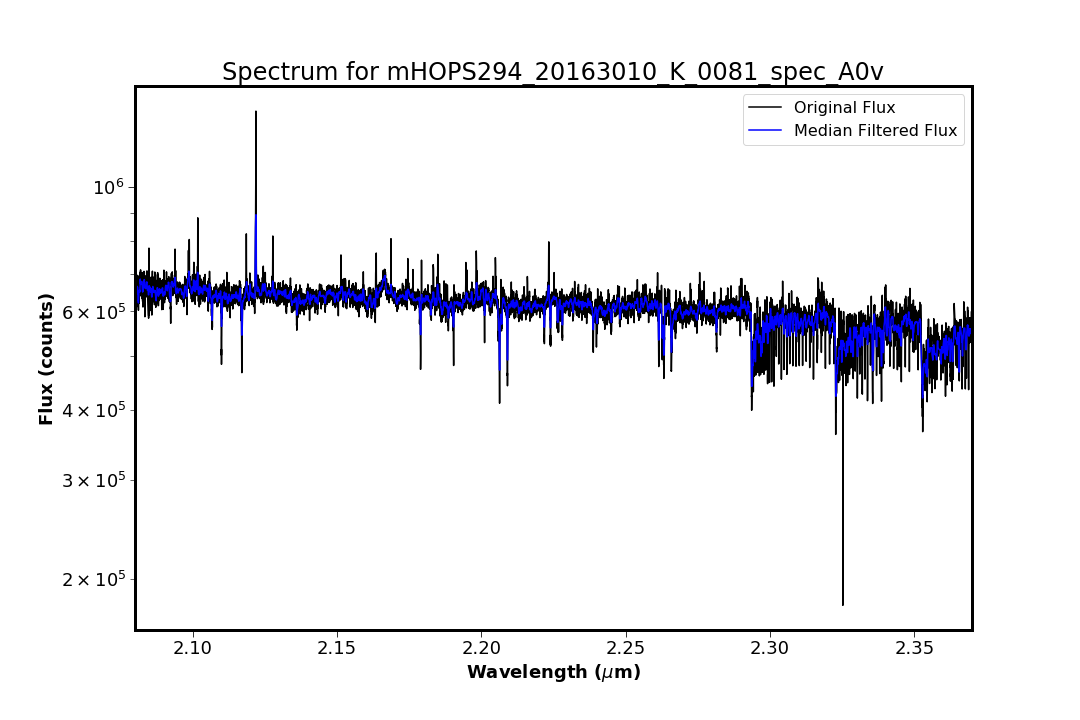 Spectrum for mHOPS294_20163010_K_0081_spec_A0v
Original Flux
Median Filtered Flux
10⁶
6 × 10⁵
4 × 10⁵
3 × 10⁵
2 × 10⁵
Flux (counts)
2.10 2.15 2.20 2.25 2.30 2.35
Wavelength (μm)